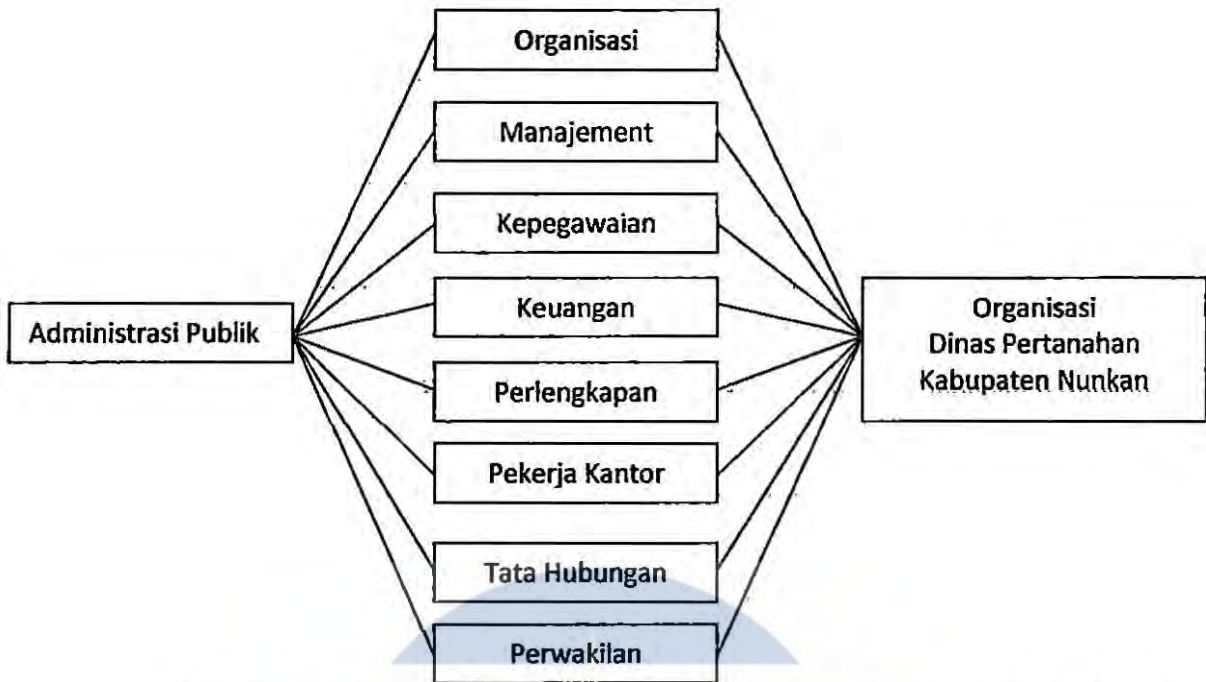 Organisasi
Manajement
Kepegawaian
Keuangan
Administrasi Publik
Organisasi
Dinas Pertanahan
Kabupaten Nunkan
Perlengkapan
Pekerja Kantor
Tata Hubungan
Perwakilan